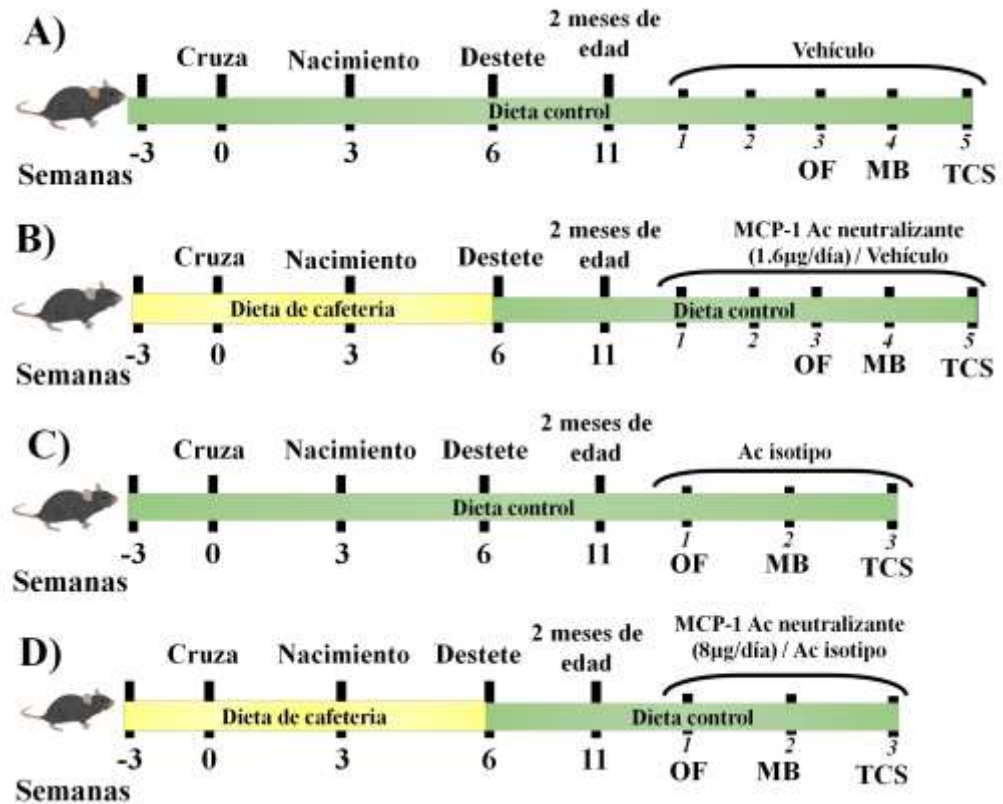 A)
2 meses de
edad
Cruza Nacimiento Destete Vehículo
Dieta control
-3 0 3 6 11 1 2 3 4 5
Semanas OF MB TCS
B)
2 meses de
edad
MCP-1 Ac neutralizante
(1.6µg/día) / Vehículo
Cruza Nacimiento Destete
Dieta de cafeteria Dieta control
-3 0 3 6 11 1 2 3 4 5
Semanas OF MB TCS
C)
2 meses de
edad
Cruza Nacimiento Destete Ac isotipo
Dieta control
-3 0 3 6 11 1 2 3
Semanas OF MB TCS
D)
2 meses de
edad
MCP-1 Ac neutralizante
(8µg/día) / Ac isotipo
Cruza Nacimiento Destete
Dieta de cafeteria Dieta control
-3 0 3 6 11 1 2 3
Semanas OF MB TCS